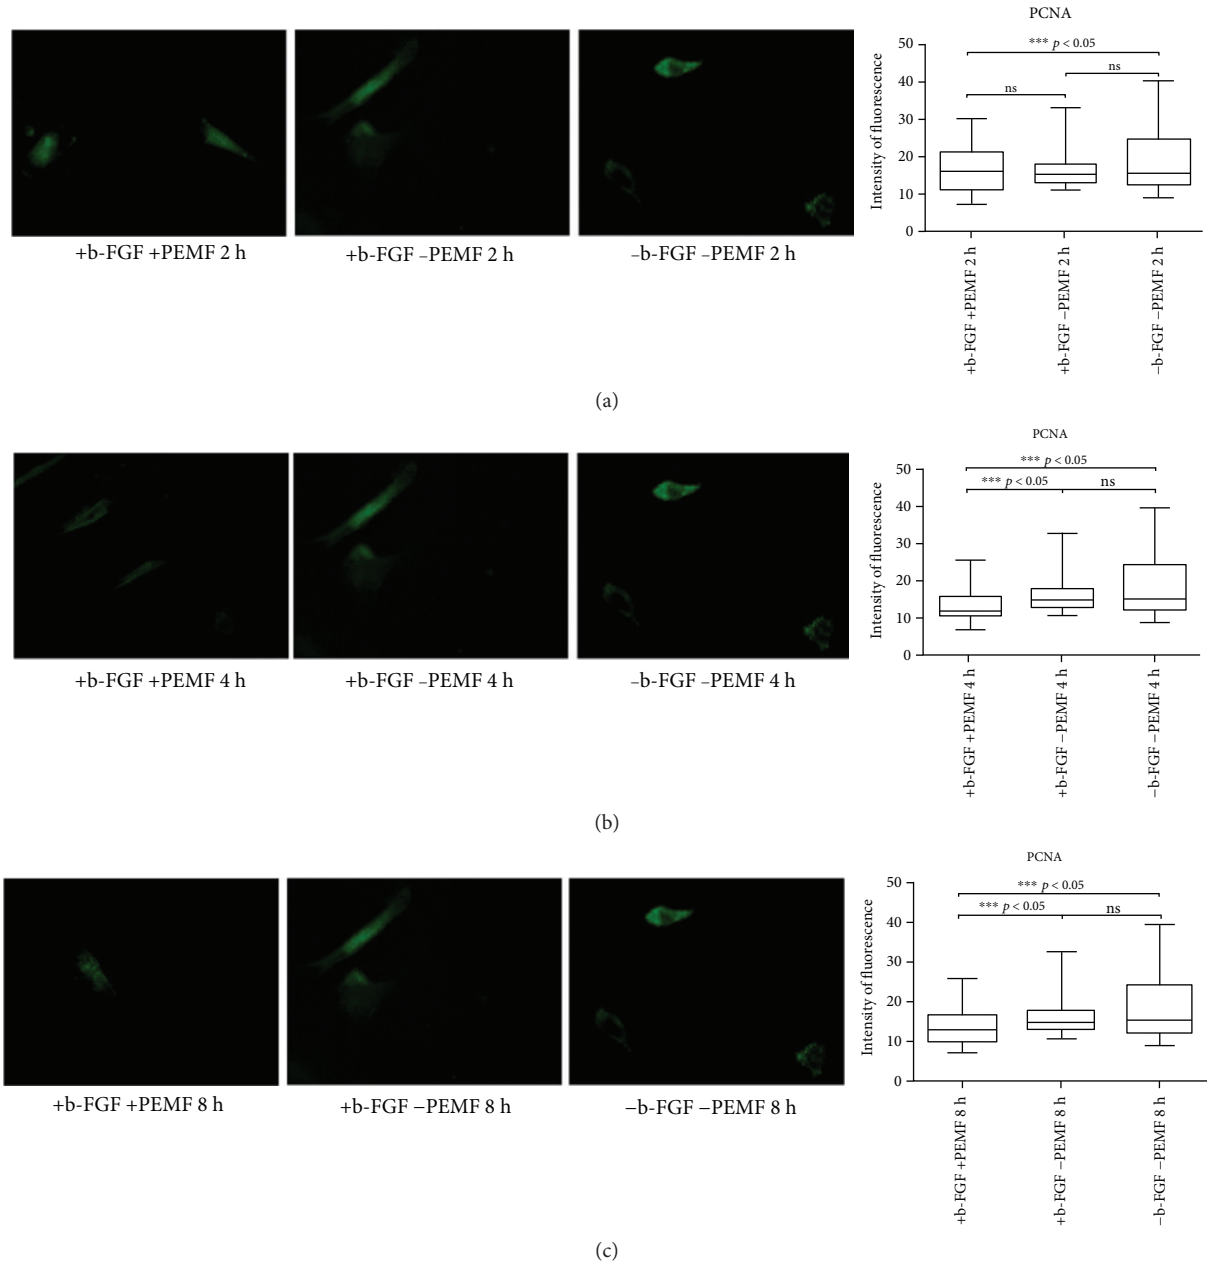 PCNA
*** p < 0.05
ns
ns
50
40
30
20
10
0
Intensity of fluorescence
+b-FGF +PEMF 2 h
+b-FGF −PEMF 2 h
−b-FGF −PEMF 2 h
+b-FGF +PEMF 2 h
+b-FGF –PEMF 2 h
–b-FGF –PEMF 2 h
(a)
PCNA
*** p < 0.05
*** p < 0.05
ns
50
40
30
20
10
0
Intensity of fluorescence
+b-FGF +PEMF 4 h
+b-FGF −PEMF 4 h
−b-FGF −PEMF 4 h
+b-FGF +PEMF 4 h
+b-FGF –PEMF 4 h
–b-FGF –PEMF 4 h
(b)
PCNA
*** p < 0.05
*** p < 0.05
ns
50
40
30
20
10
0
Intensity of fluorescence
+b-FGF +PEMF 8 h
+b-FGF −PEMF 8 h
−b-FGF −PEMF 8 h
+b-FGF +PEMF 8 h
+b-FGF −PEMF 8 h
−b-FGF −PEMF 8 h
(c)